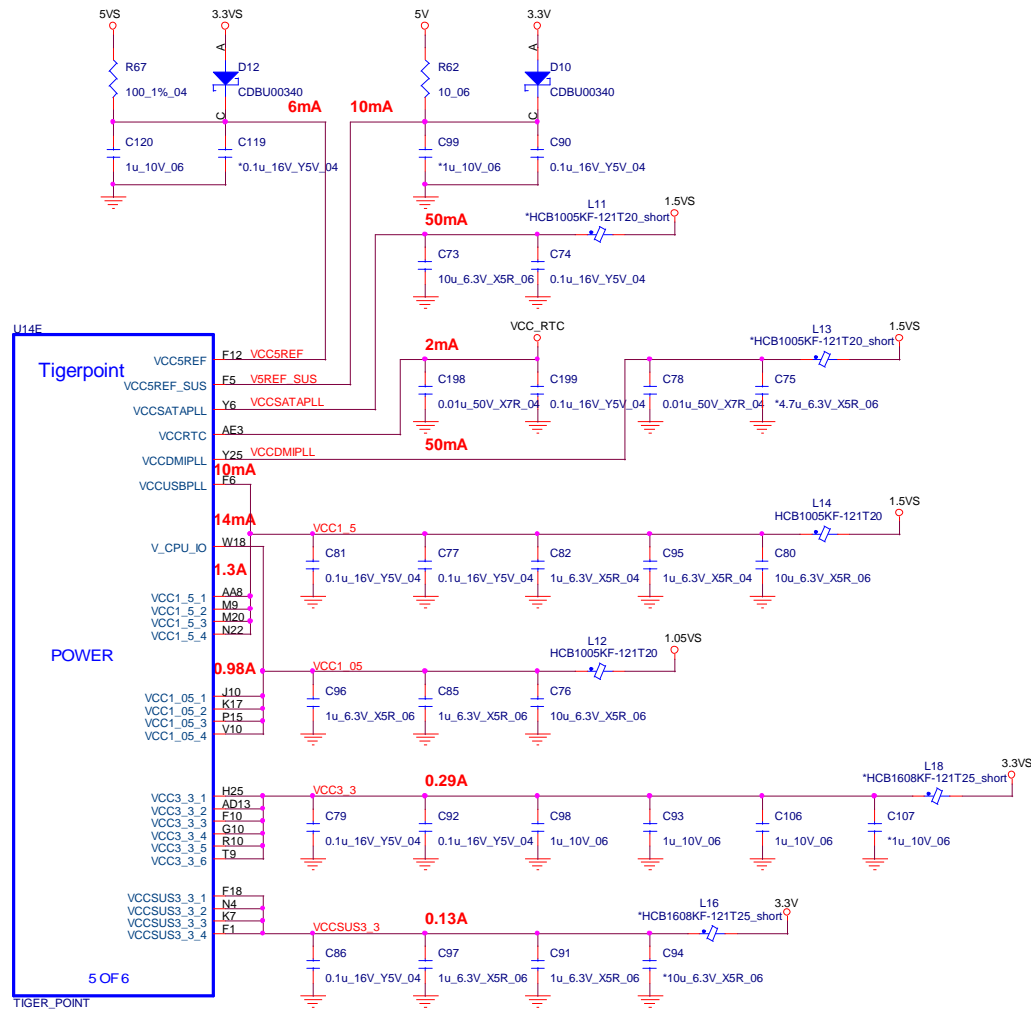 5VS
3.3VS
5V
3.3V
A
A
R67
100_1%_04
D12
CDBU00340
R62
10_06
D10
CDBU00340
C
6mA
10mA
C
C120
1u_10V_06
C119
*0.1u_16V_Y5V_04
C99
*1u_10V_06
C90
0.1u_16V_Y5V_04
L11
*HCB1005KF-121T20_short
1.5VS
50mA
C73
10u_6.3V_X5R_06
C74
0.1u_16V_Y5V_04
VCC_RTC
L13
*HCB1005KF-121T20_short
1.5VS
2mA
C198
0.01u_50V_X7R_04
C199
0.1u_16V_Y5V_04
C78
0.01u_50V_X7R_04
C75
*4.7u_6.3V_X5R_06
50mA
U14E
Tigerpoint
VCC5REF F12 VCC5REF
VCC5REF_SUS F5 V5REF_SUS
VCCSATAPLL Y6 VCCSATAPLL
VCCRTC AE3
VCCDMIPLL Y25 VCCDMIPLL
10mA
VCCUSBPLL F6
14mA
V_CPU_IO W18
1.3A
VCC1_5_1 AA8
VCC1_5_2 M9
VCC1_5_3 M20
VCC1_5_4 N22
POWER
0.98A
VCC1_05_1 J10
VCC1_05_2 K17
VCC1_05_3 P15
VCC1_05_4 V10
VCC3_3_1 H25
VCC3_3_2 AD13
VCC3_3_3 F10
VCC3_3_4 G10
VCC3_3_5 R10
VCC3_3_6 T9
VCCSUS3_3_1 F18
VCCSUS3_3_2 N4
VCCSUS3_3_3 K7
VCCSUS3_3_4 F1
5 OF 6
TIGER_POINT
VCC1_5
L14
HCB1005KF-121T20
1.5VS
C81
0.1u_16V_Y5V_04
C77
0.1u_16V_Y5V_04
C82
1u_6.3V_X5R_04
C95
1u_6.3V_X5R_04
C80
10u_6.3V_X5R_06
VCC1_05
L12
HCB1005KF-121T20
1.05VS
C96
1u_6.3V_X5R_06
C85
1u_6.3V_X5R_06
C76
10u_6.3V_X5R_06
VCC3_3
0.29A
L18
*HCB1608KF-121T25_short
3.3VS
C79
0.1u_16V_Y5V_04
C92
0.1u_16V_Y5V_04
C98
1u_10V_06
C93
1u_10V_06
C106
1u_10V_06
C107
*1u_10V_06
VCCSUS3_3
0.13A
L16
*HCB1608KF-121T25_short
3.3V
C86
0.1u_16V_Y5V_04
C97
1u_6.3V_X5R_06
C91
1u_6.3V_X5R_06
C94
*10u_6.3V_X5R_06